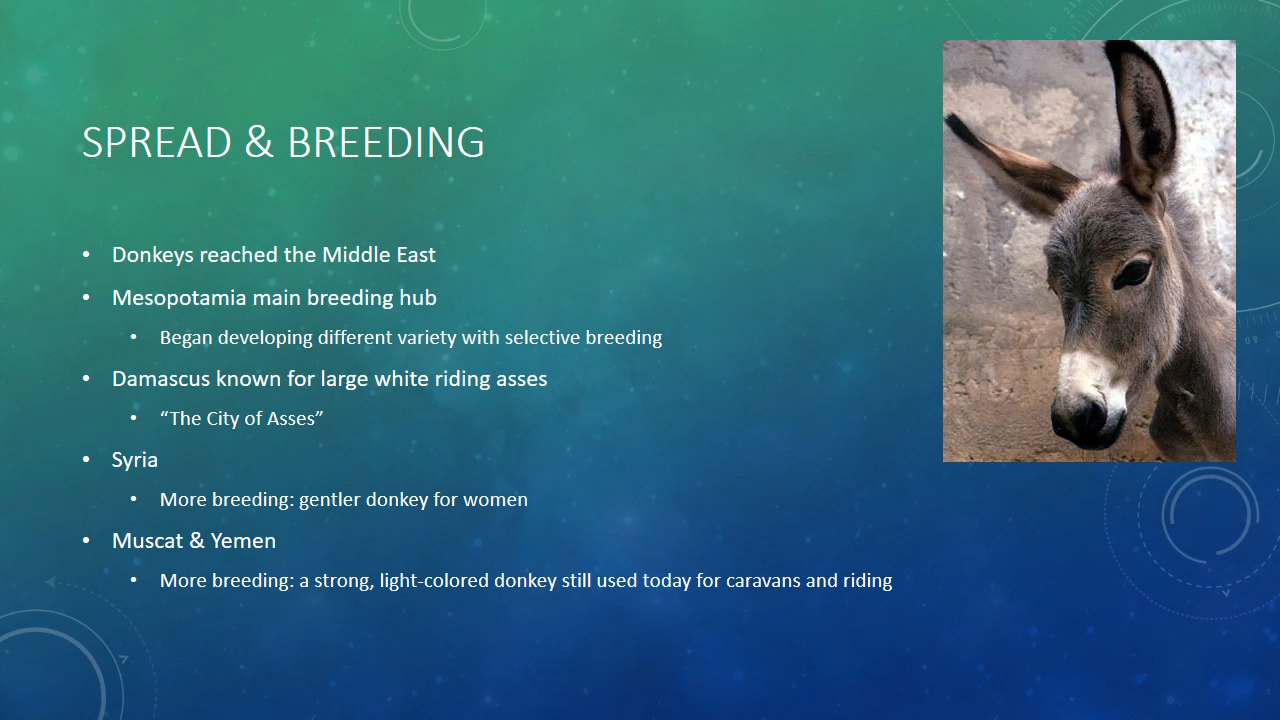 SPREAD & BREEDING
• Donkeys reached the Middle East
• Mesopotamia main breeding hub
• Began developing different variety with selective breeding
• Damascus known for large white riding asses
• “The City of Asses”
• Syria
• More breeding: gentler donkey for women
• Muscat & Yemen
• More breeding: a strong, light-colored donkey still used today for caravans and riding